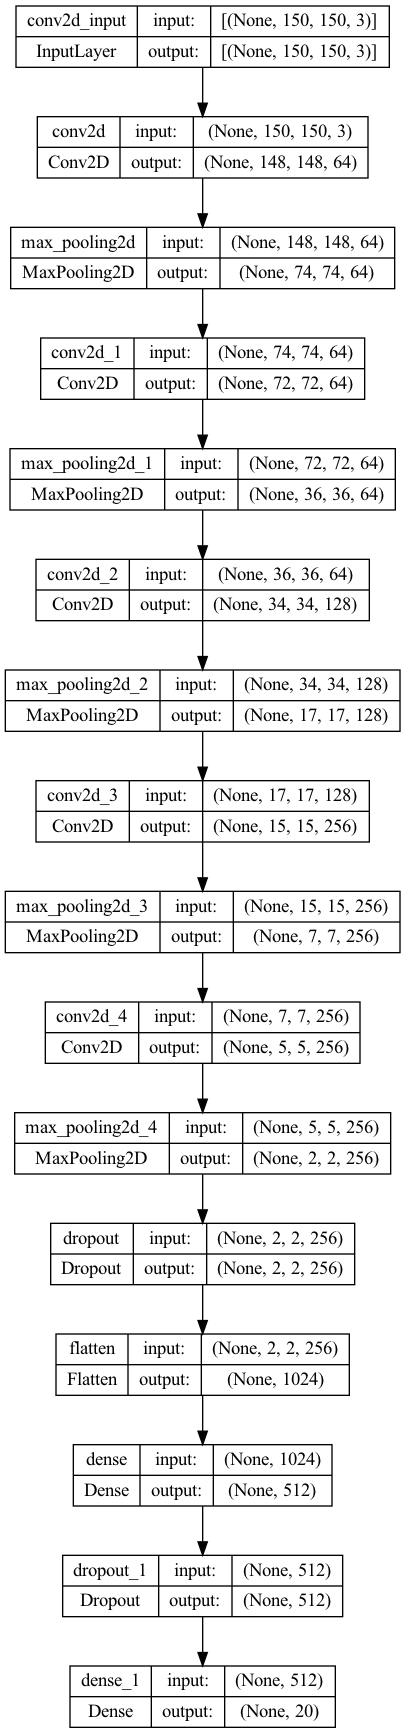 conv2d_input input: [(None, 150, 150, 3)]
InputLayer output: [(None, 150, 150, 3)]
conv2d input: (None, 150, 150, 3)
Conv2D output: (None, 148, 148, 64)
max_pooling2d input: (None, 148, 148, 64)
MaxPooling2D output: (None, 74, 74, 64)
conv2d_1 input: (None, 74, 74, 64)
Conv2D output: (None, 72, 72, 64)
max_pooling2d_1 input: (None, 72, 72, 64)
MaxPooling2D output: (None, 36, 36, 64)
conv2d_2 input: (None, 36, 36, 64)
Conv2D output: (None, 34, 34, 128)
max_pooling2d_2 input: (None, 34, 34, 128)
MaxPooling2D output: (None, 17, 17, 128)
conv2d_3 input: (None, 17, 17, 128)
Conv2D output: (None, 15, 15, 256)
max_pooling2d_3 input: (None, 15, 15, 256)
MaxPooling2D output: (None, 7, 7, 256)
conv2d_4 input: (None, 7, 7, 256)
Conv2D output: (None, 5, 5, 256)
max_pooling2d_4 input: (None, 5, 5, 256)
MaxPooling2D output: (None, 2, 2, 256)
dropout input: (None, 2, 2, 256)
Dropout output: (None, 2, 2, 256)
flatten input: (None, 2, 2, 256)
Flatten output: (None, 1024)
dense input: (None, 1024)
Dense output: (None, 512)
dropout_1 input: (None, 512)
Dropout output: (None, 512)
dense_1 input: (None, 512)
Dense output: (None, 20)